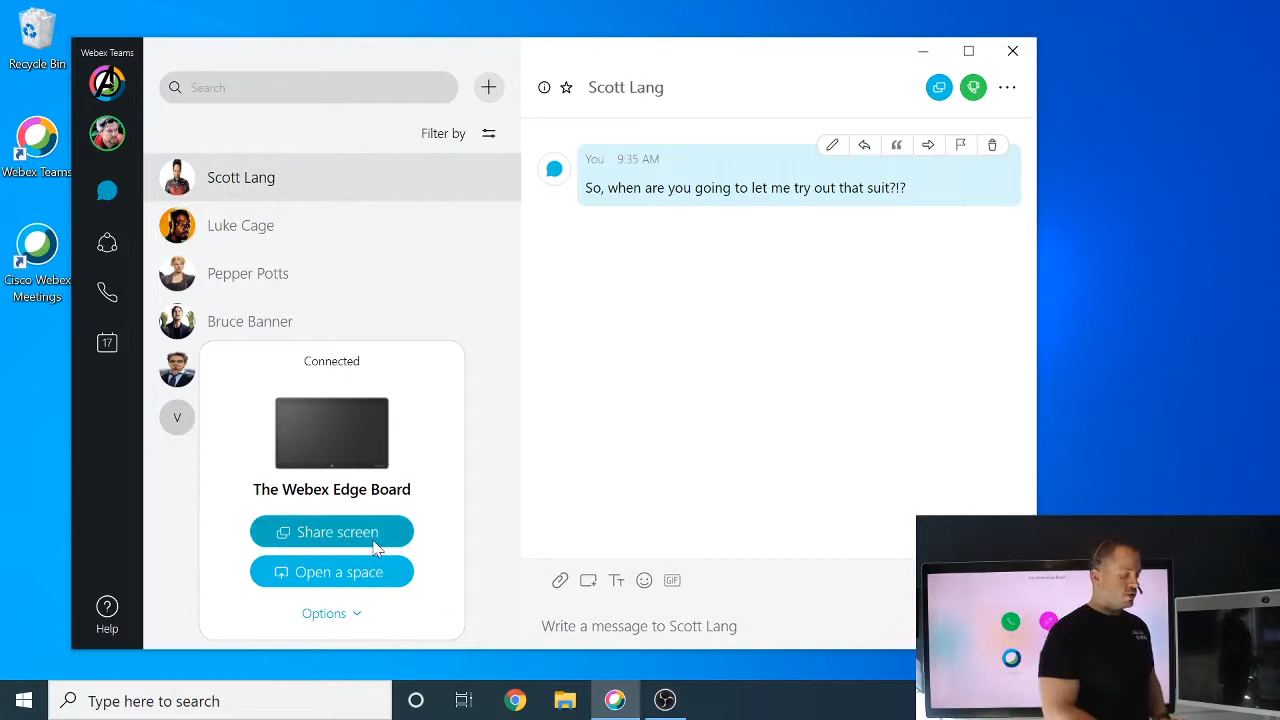 Recycle Bin
Webex Teams
Cisco Webex
Meetings
Webex Teams
17
Help
Search
Filter by
Scott Lang
Luke Cage
Pepper Potts
Bruce Banner
V
Connected
The Webex Edge Board
Share screen
Open a space
Options
Scott Lang
You 9:35 AM
So, when are you going to let me try out that suit?!?
GIF
Write a message to Scott Lang
Type here to search